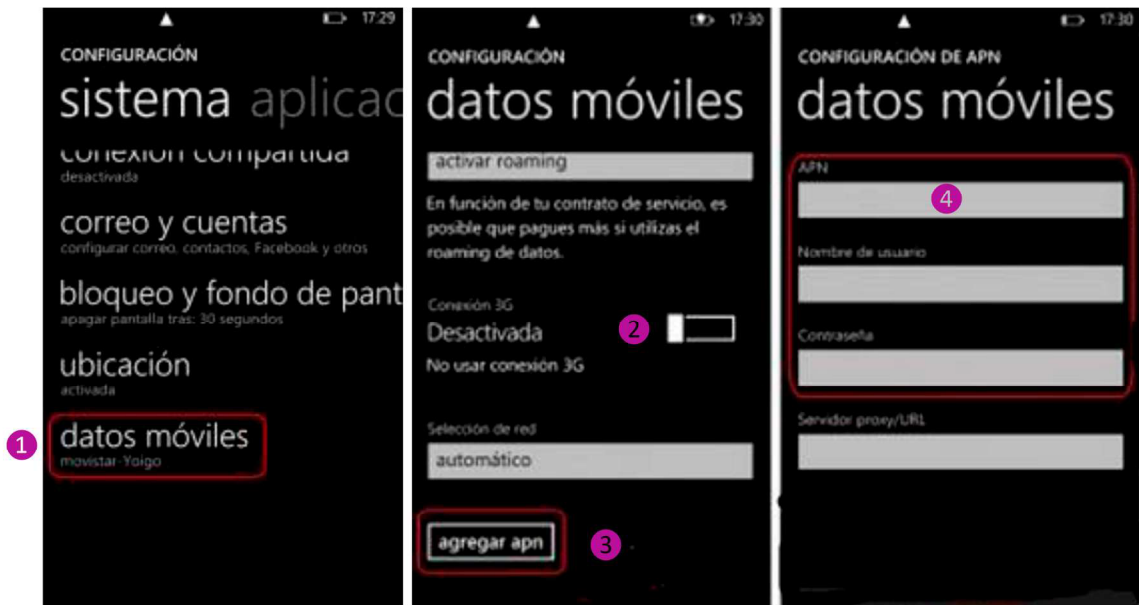 17:29
CONFIGURACIÓN
sistema aplicac
conexión compartida
desactivada
correo y cuentas
configurar correo, contactos, Facebook y otros
bloqueo y fondo de pant
apagar pantalla tras: 30 segundos
ubicación
activada
1
datos móviles
movistar-Yoigo
17:30
CONFIGURACIÓN
datos móviles
activar roaming
En función de tu contrato de servicio, es
posible que pagues más si utilizas el
roaming de datos.
Conexión 3G
Desactivada
2
No usar conexión 3G
Selección de red
automático
agregar apn
3
17:30
CONFIGURACIÓN DE APN
datos móviles
APN
4
Nombre de usuario
Contraseña
Servidor proxy/URL